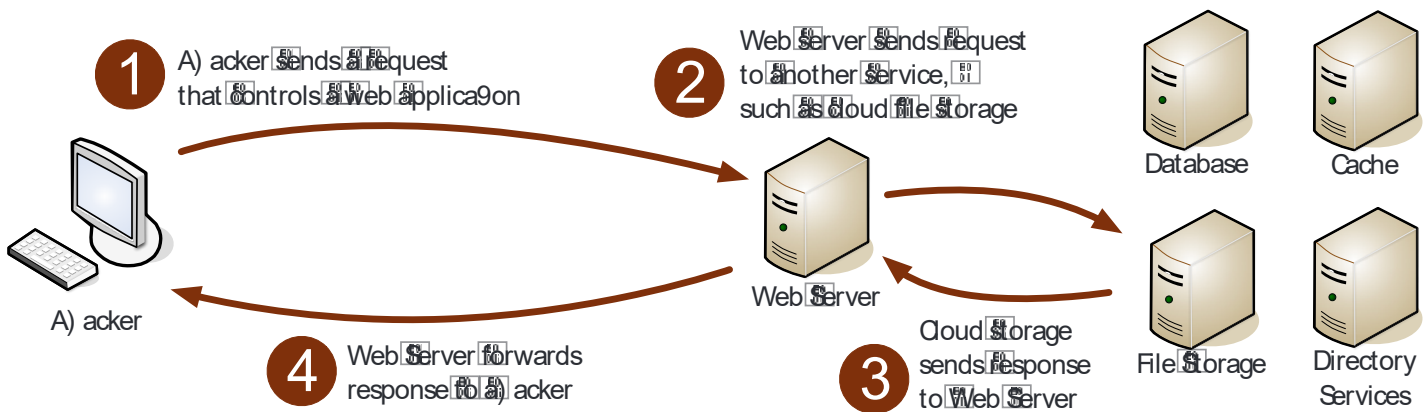 1
A) acker sends a request
that controls a web applica9on
2
Web server sends request
to another service,
such as cloud file storage
Database
Cache
A) acker
Web Server
File Storage
Directory
Services
3
Cloud storage
sends response
to Web Server
4
Web Server forwards
response to a) acker